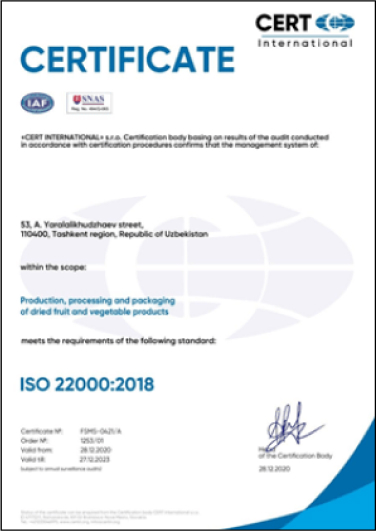 CERT
International
CERTIFICATE
IAF
SNAS
«CERT INTERNATIONAL» s.r.o. Certification body basing on results of the audit conducted
in accordance with certification procedures confirms that the management system of:
53, A. Yaralalikhudzhaev street,
110400, Tashkent region, Republic of Uzbekistan
within the scope:
Production, processing and packaging
of dried fruit and vegetable products
meets the requirements of the following standard:
ISO 22000:2018
Certificate №: FSMS-0421/A
Order №: 1253/01
Valid from: 28.12.2020
Valid till: 27.12.2023
(subject to annual surveillance audits)
Head
of the Certification Body
28.12.2020